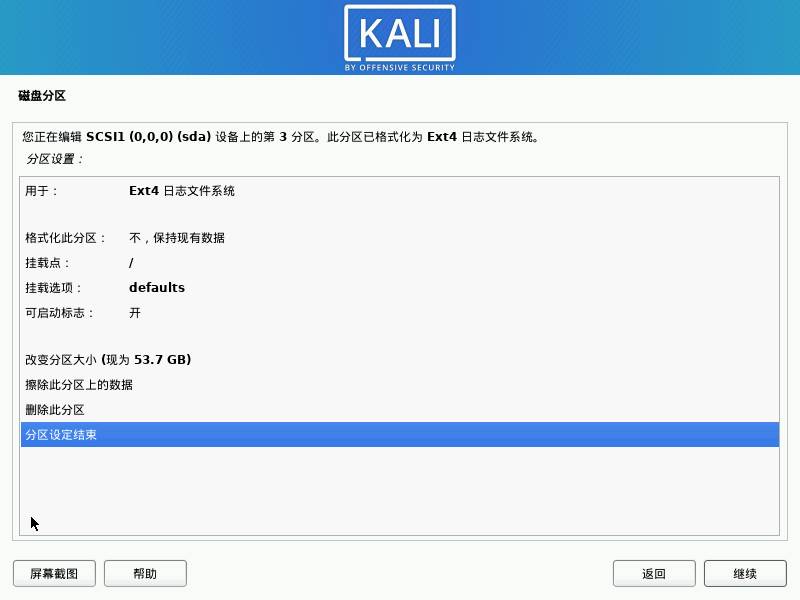 KALI
BY OFFENSIVE SECURITY
磁盘分区
您正在编辑 SCSI1 (0,0,0) (sda) 设备上的第 3 分区。此分区已格式化为 Ext4 日志文件系统。
分区设置：
用于： Ext4 日志文件系统
格式化此分区： 不，保持现有数据
挂载点： /
挂载选项： defaults
可启动标志： 开
改变分区大小 (现为 53.7 GB)
擦除此分区上的数据
删除此分区
分区设定结束
屏幕截图 帮助 返回 继续